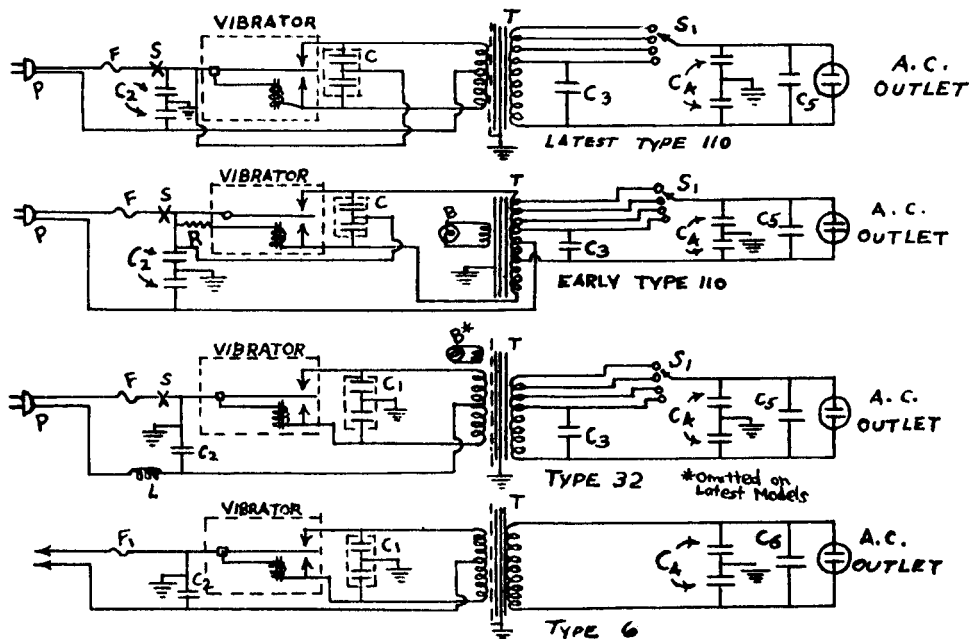 VIBRATOR
T
F
S
C
S1
P
C2
C3
C4
C5
A.C.
OUTLET
LATEST TYPE 110
VIBRATOR
T
F
S
C
B
S1
P
R
C2
C3
C4
C5
A.C.
OUTLET
EARLY TYPE 110
B*
VIBRATOR
T
F
S
C1
S1
P
C2
C3
C4
C5
A.C.
OUTLET
L
TYPE 32
*Omitted on
Latest Models
VIBRATOR
T
F1
C1
C2
C4
C6
A.C.
OUTLET
TYPE 6